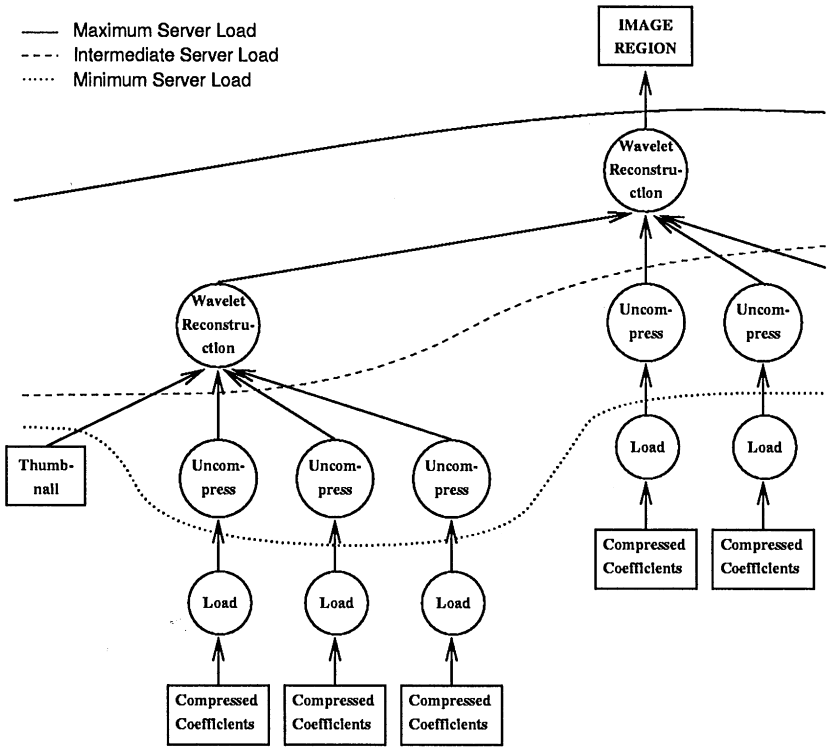 Maximum Server Load
Intermediate Server Load
Minimum Server Load
IMAGE
REGION
Wavelet
Reconstru-
ction
Wavelet
Reconstru-
ction
Uncom-
press
Uncom-
press
Thumb-
nail
Uncom-
press
Uncom-
press
Uncom-
press
Load
Load
Compressed
Coefficients
Compressed
Coefficients
Load
Load
Load
Compressed
Coefficients
Compressed
Coefficients
Compressed
Coefficients